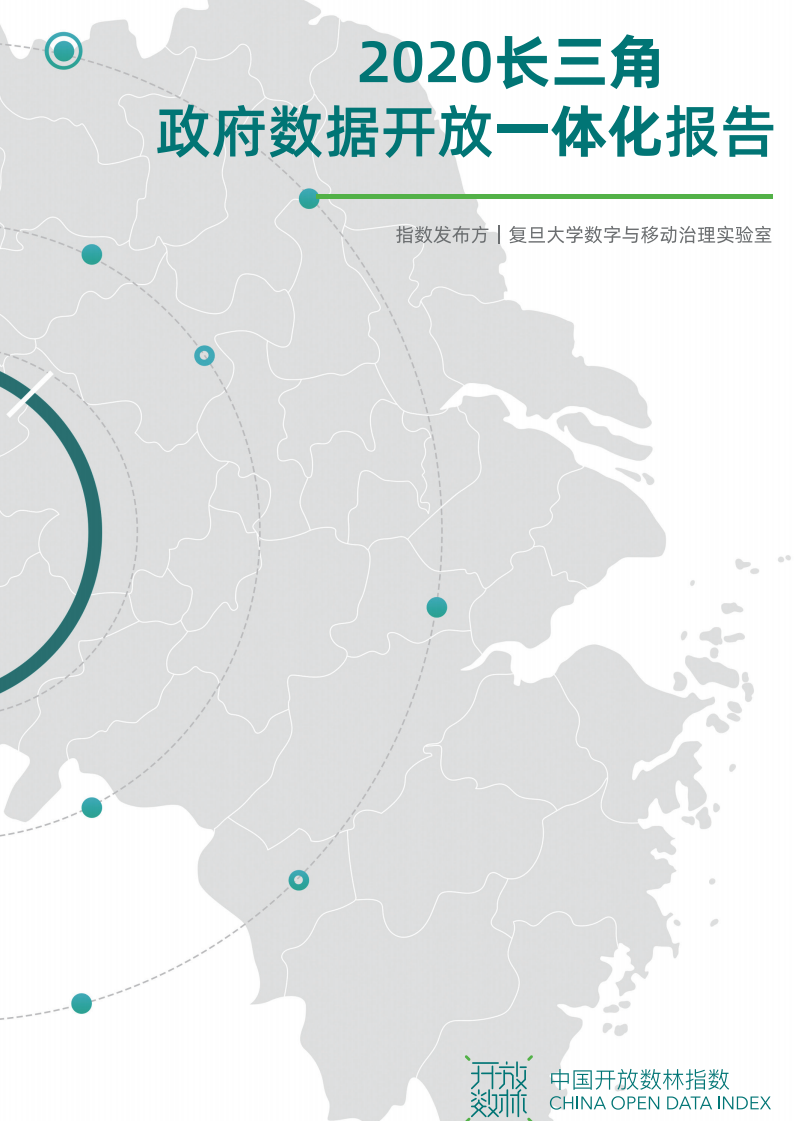 2020长三角
政府数据开放一体化报告
指数发布方｜复旦大学数字与移动治理实验室
开放
数林
中国开放数林指数
CHINA OPEN DATA INDEX